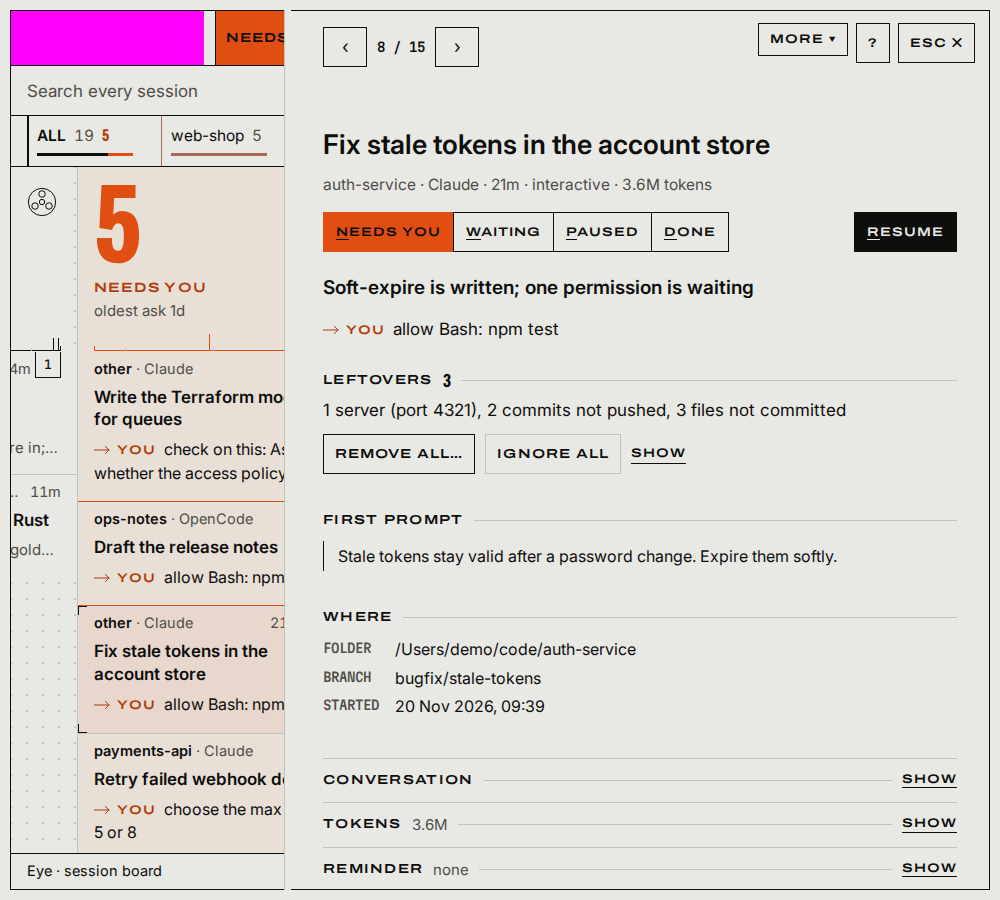 NEEDS
Search every session
ALL 19 5
web-shop 5
4m 1
re in;...
.. 11m
Rust
gold...
5
NEEDS YOU
oldest ask 1d
other · Claude
Write the Terraform mo
for queues
→ YOU check on this: As
whether the access policy
ops-notes · OpenCode
Draft the release notes
→ YOU allow Bash: npm
other · Claude 21
Fix stale tokens in the
account store
→ YOU allow Bash: npm
payments-api · Claude
Retry failed webhook de
→ YOU choose the max
5 or 8
Eye · session board
‹ 8 / 15 ›
MORE ▾ ? ESC ✕
Fix stale tokens in the account store
auth-service · Claude · 21m · interactive · 3.6M tokens
NEEDS YOU WAITING PAUSED DONE RESUME
Soft-expire is written; one permission is waiting
→ YOU allow Bash: npm test
LEFTOVERS 3
1 server (port 4321), 2 commits not pushed, 3 files not committed
REMOVE ALL... IGNORE ALL SHOW
FIRST PROMPT
Stale tokens stay valid after a password change. Expire them softly.
WHERE
FOLDER /Users/demo/code/auth-service
BRANCH bugfix/stale-tokens
STARTED 20 Nov 2026, 09:39
CONVERSATION SHOW
TOKENS 3.6M SHOW
REMINDER none SHOW